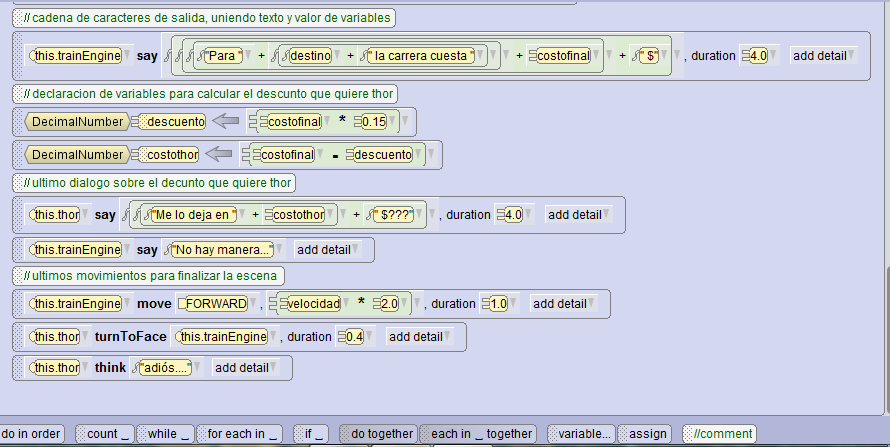 // cadena de caracteres de salida, uniendo texto y valor de variables
this.trainEngine say "Para " + destino + " la carrera cuesta " + costofinal + " $" , duration 4.0 add detail
// declaracion de variables para calcular el descunto que quiere thor
DecimalNumber descuento costofinal * 0.15
DecimalNumber costothor costofinal - descuento
// ultimo dialogo sobre el decunto que quiere thor
this.thor say "Me lo deja en " + costothor + " $???" , duration 4.0 add detail
this.trainEngine say "No hay manera..." add detail
// ultimos movimientos para finalizar la escena
this.trainEngine move FORWARD , velocidad * 2.0 , duration 1.0 add detail
this.thor turnToFace this.trainEngine , duration 0.4 add detail
this.thor think "adiós...." add detail
do in order count _ while _ for each in _ if _ do together each in _ together variable... assign //comment